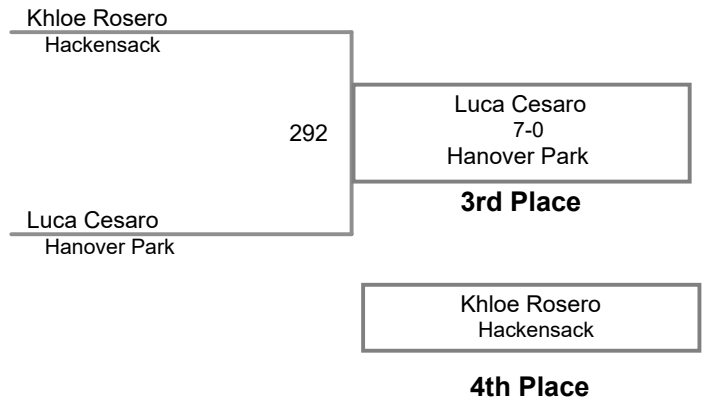 Khloe Rosero
Hackensack
292
Luca Cesaro
7-0
Hanover Park
3rd Place
Luca Cesaro
Hanover Park
Khloe Rosero
Hackensack
4th Place